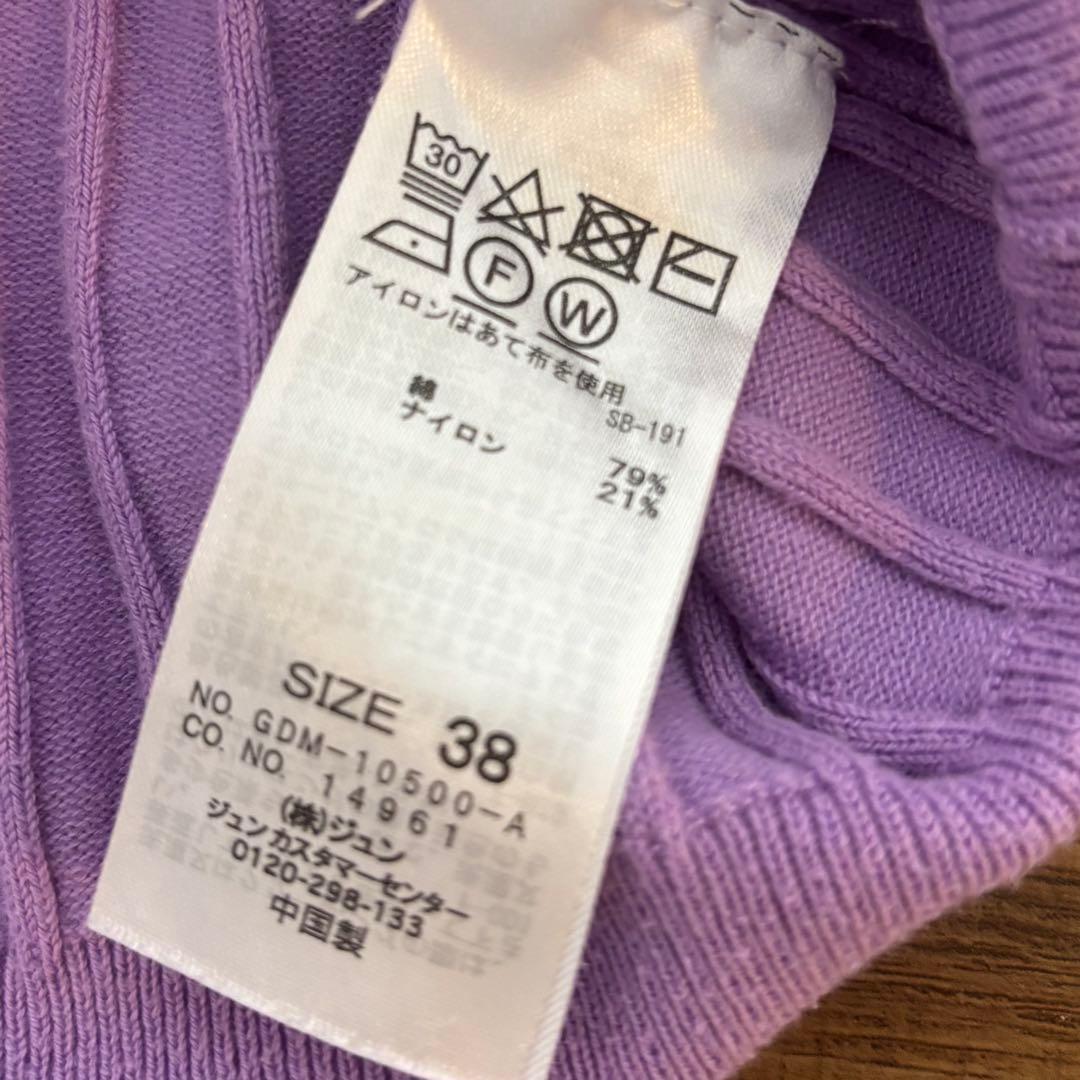 30
F
W
アイロンはあて布を使用
SB-191
綿 79%
ナイロン 21%
SIZE 38
NO. GDM-10500-A
CO. NO. 14961
(株)ジュン
ジュンカスタマーセンター
0120-298-133
中国製